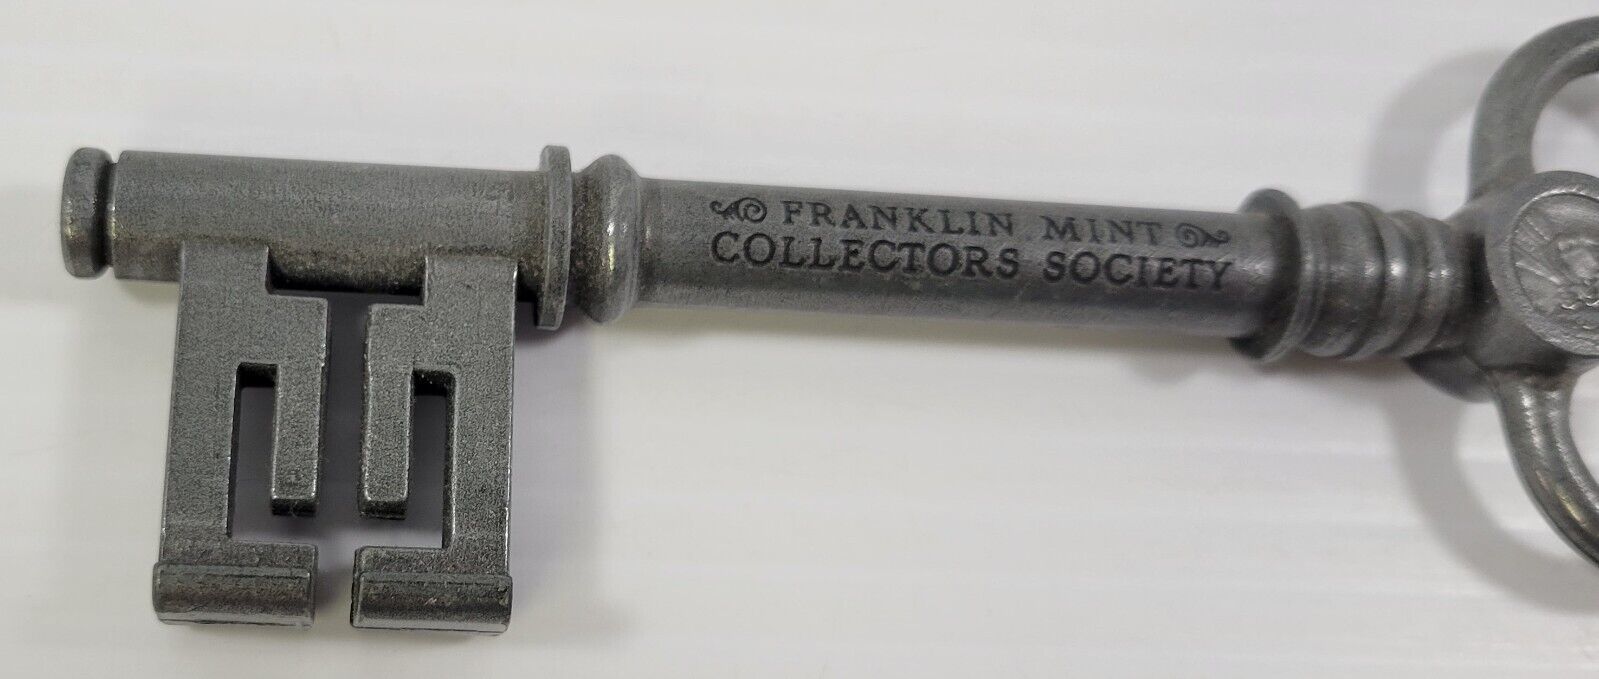 FRANKLIN MINT
COLLECTORS SOCIETY